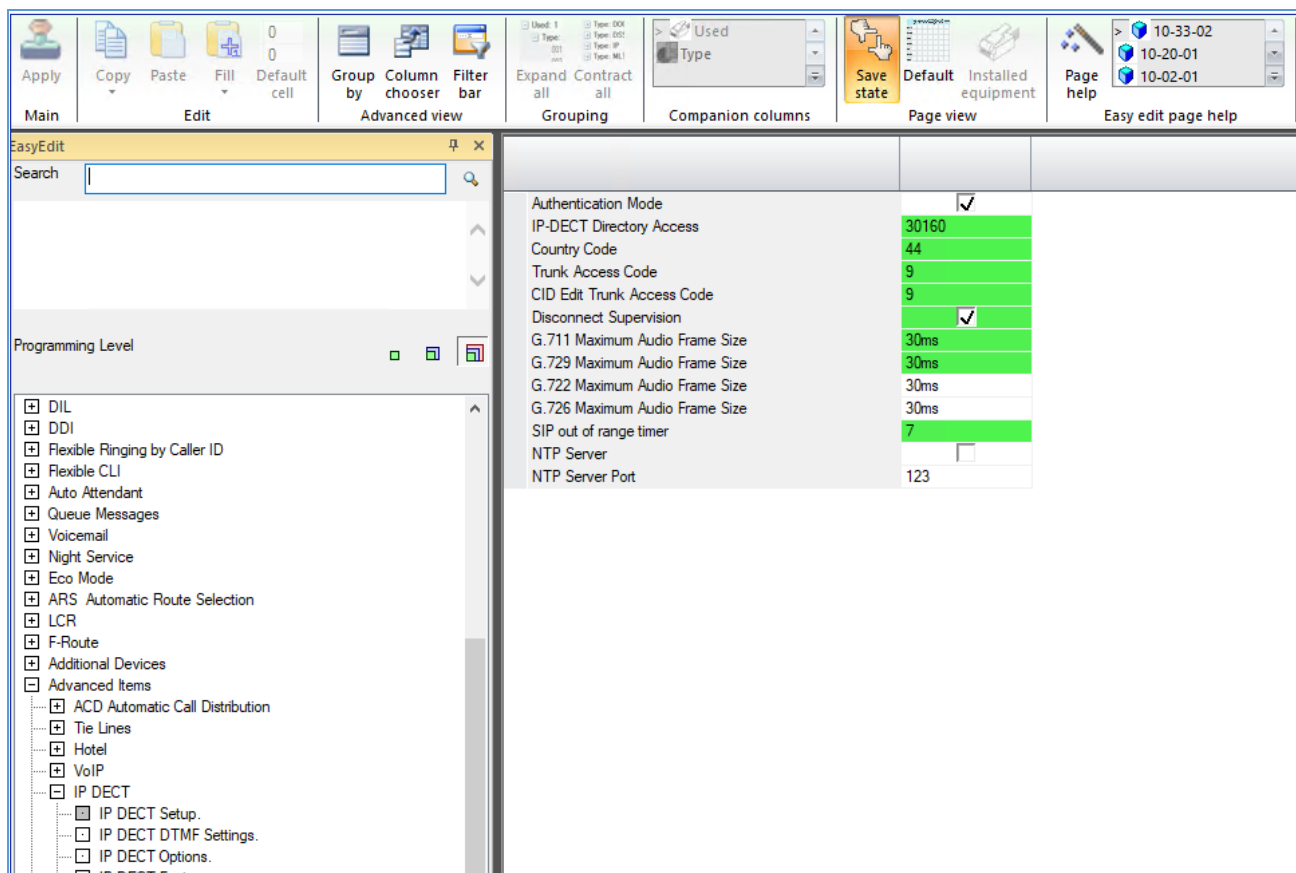 Apply
Copy
Paste
Fill
0
0
Default
cell
Group
by
Column
chooser
Filter
bar
Used: 1
Type:
001
Type: IP
Expand
all
Contract
all
> Used
Type
Save
state
Default
Installed
equipment
Page
help
> 10-33-02
10-20-01
10-02-01
Main
Edit
Advanced view
Grouping
Companion columns
Page view
Easy edit page help
EasyEdit
Search
Programming Level
DIL
DDI
Flexible Ringing by Caller ID
Flexible CLI
Auto Attendant
Queue Messages
Voicemail
Night Service
Eco Mode
ARS Automatic Route Selection
LCR
F-Route
Additional Devices
Advanced Items
ACD Automatic Call Distribution
Tie Lines
Hotel
VoIP
IP DECT
IP DECT Setup.
IP DECT DTMF Settings.
IP DECT Options.
Authentication Mode
IP-DECT Directory Access 30160
Country Code 44
Trunk Access Code 9
CID Edit Trunk Access Code 9
Disconnect Supervision
G.711 Maximum Audio Frame Size 30ms
G.729 Maximum Audio Frame Size 30ms
G.722 Maximum Audio Frame Size 30ms
G.726 Maximum Audio Frame Size 30ms
SIP out of range timer 7
NTP Server
NTP Server Port 123